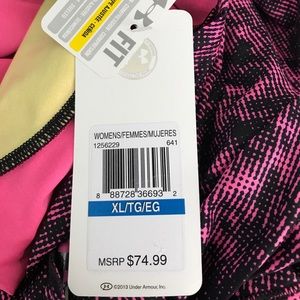 FIT
WOMENS/FEMMES/MUJERES
1256229 641
8 88728 36693 2
XL/TG/EG
MSRP $74.99
©2013 Under Armour, Inc.